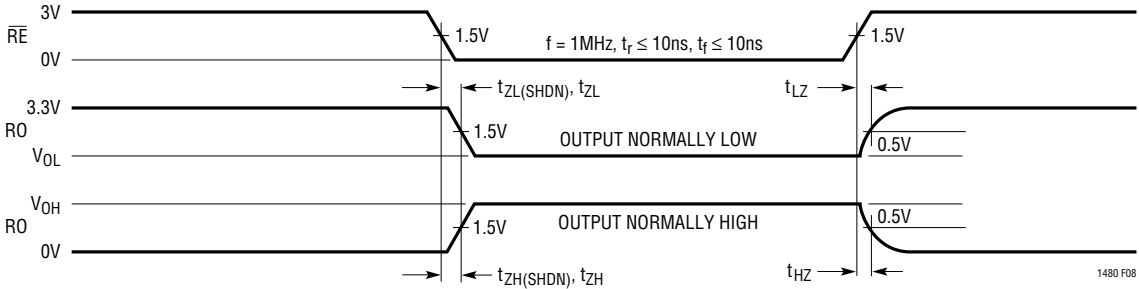 3V
RE
1.5V
f = 1MHz, tr ≤ 10ns, tf ≤ 10ns
1.5V
0V
tZL(SHDN), tZL
tLZ
3.3V
RO
1.5V
OUTPUT NORMALLY LOW
0.5V
VOL
VOH
RO
1.5V
OUTPUT NORMALLY HIGH
0.5V
0V
tZH(SHDN), tZH
tHZ
1480 F08